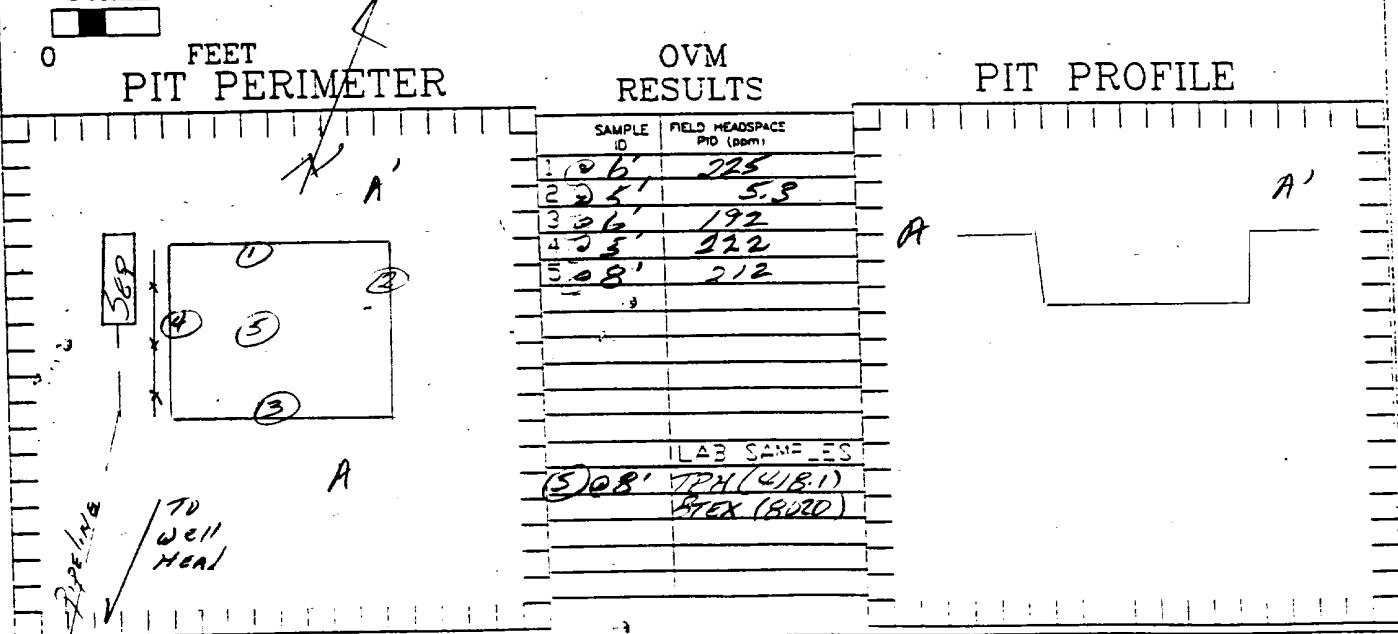 0
FEET
PIT PERIMETER
N
A'
SEP
1
2
3
4
5
A
PIPELINE
TO
WELL
HEAD
OVM
RESULTS
SAMPLE ID FIELD HEADSPACE PID (ppm)
1 @ 6' 225
2 @ 5' 5.3
3 @ 6' 192
4 @ 5' 222
5 @ 8' 212
LAB SAMPLES
5 @ 8' TPH (418.1)
BTEX (8020)
PIT PROFILE
A
A'